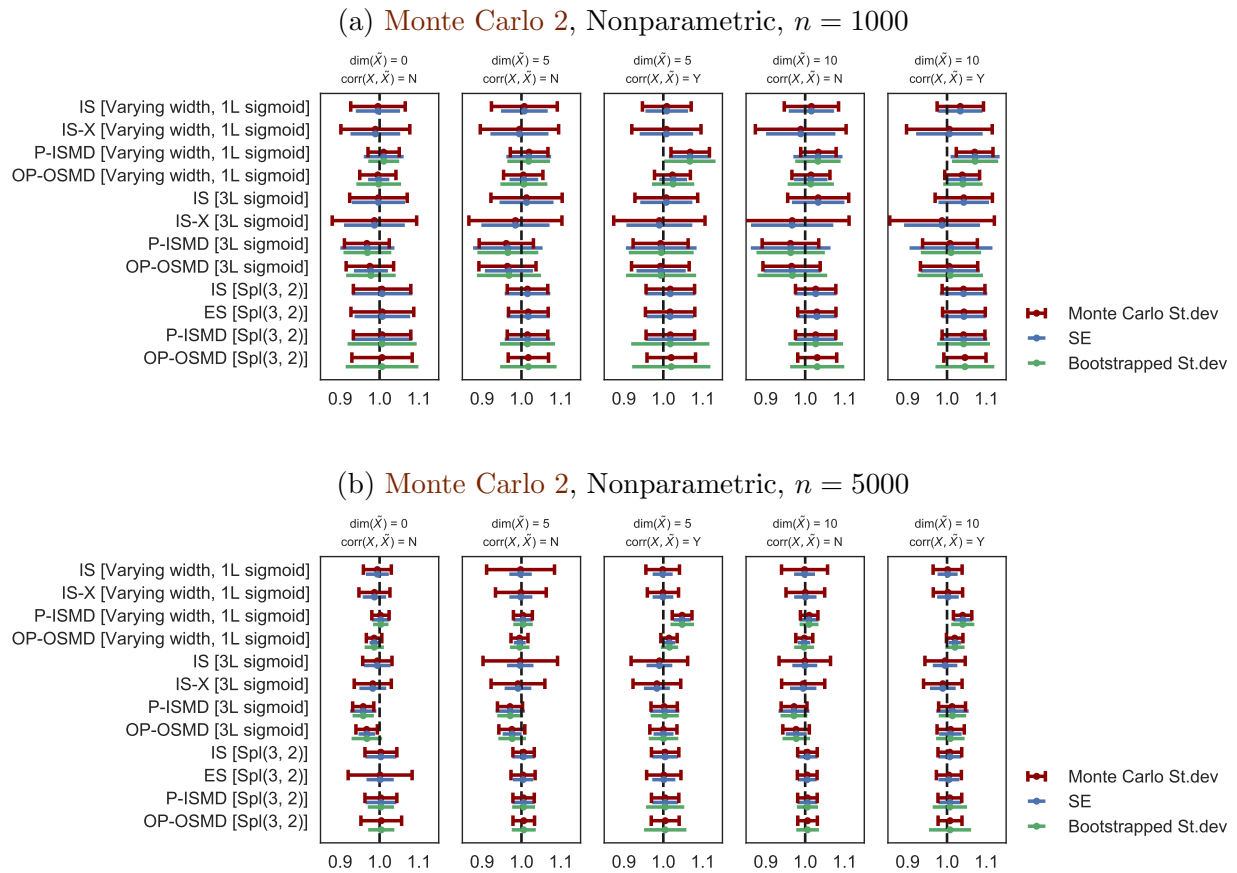 (a) Monte Carlo 2, Nonparametric, n = 1000
dim(X̃) = 0 dim(X̃) = 5 dim(X̃) = 5 dim(X̃) = 10 dim(X̃) = 10
corr(X, X̃) = N corr(X, X̃) = N corr(X, X̃) = Y corr(X, X̃) = N corr(X, X̃) = Y
IS [Varying width, 1L sigmoid]
IS-X [Varying width, 1L sigmoid]
P-ISMD [Varying width, 1L sigmoid]
OP-OSMD [Varying width, 1L sigmoid]
IS [3L sigmoid]
IS-X [3L sigmoid]
P-ISMD [3L sigmoid]
OP-OSMD [3L sigmoid]
IS [Spl(3, 2)]
ES [Spl(3, 2)]
P-ISMD [Spl(3, 2)]
OP-OSMD [Spl(3, 2)]
Monte Carlo St.dev
SE
Bootstrapped St.dev
0.9 1.0 1.1 0.9 1.0 1.1 0.9 1.0 1.1 0.9 1.0 1.1 0.9 1.0 1.1
(b) Monte Carlo 2, Nonparametric, n = 5000
dim(X̃) = 0 dim(X̃) = 5 dim(X̃) = 5 dim(X̃) = 10 dim(X̃) = 10
corr(X, X̃) = N corr(X, X̃) = N corr(X, X̃) = Y corr(X, X̃) = N corr(X, X̃) = Y
IS [Varying width, 1L sigmoid]
IS-X [Varying width, 1L sigmoid]
P-ISMD [Varying width, 1L sigmoid]
OP-OSMD [Varying width, 1L sigmoid]
IS [3L sigmoid]
IS-X [3L sigmoid]
P-ISMD [3L sigmoid]
OP-OSMD [3L sigmoid]
IS [Spl(3, 2)]
ES [Spl(3, 2)]
P-ISMD [Spl(3, 2)]
OP-OSMD [Spl(3, 2)]
Monte Carlo St.dev
SE
Bootstrapped St.dev
0.9 1.0 1.1 0.9 1.0 1.1 0.9 1.0 1.1 0.9 1.0 1.1 0.9 1.0 1.1